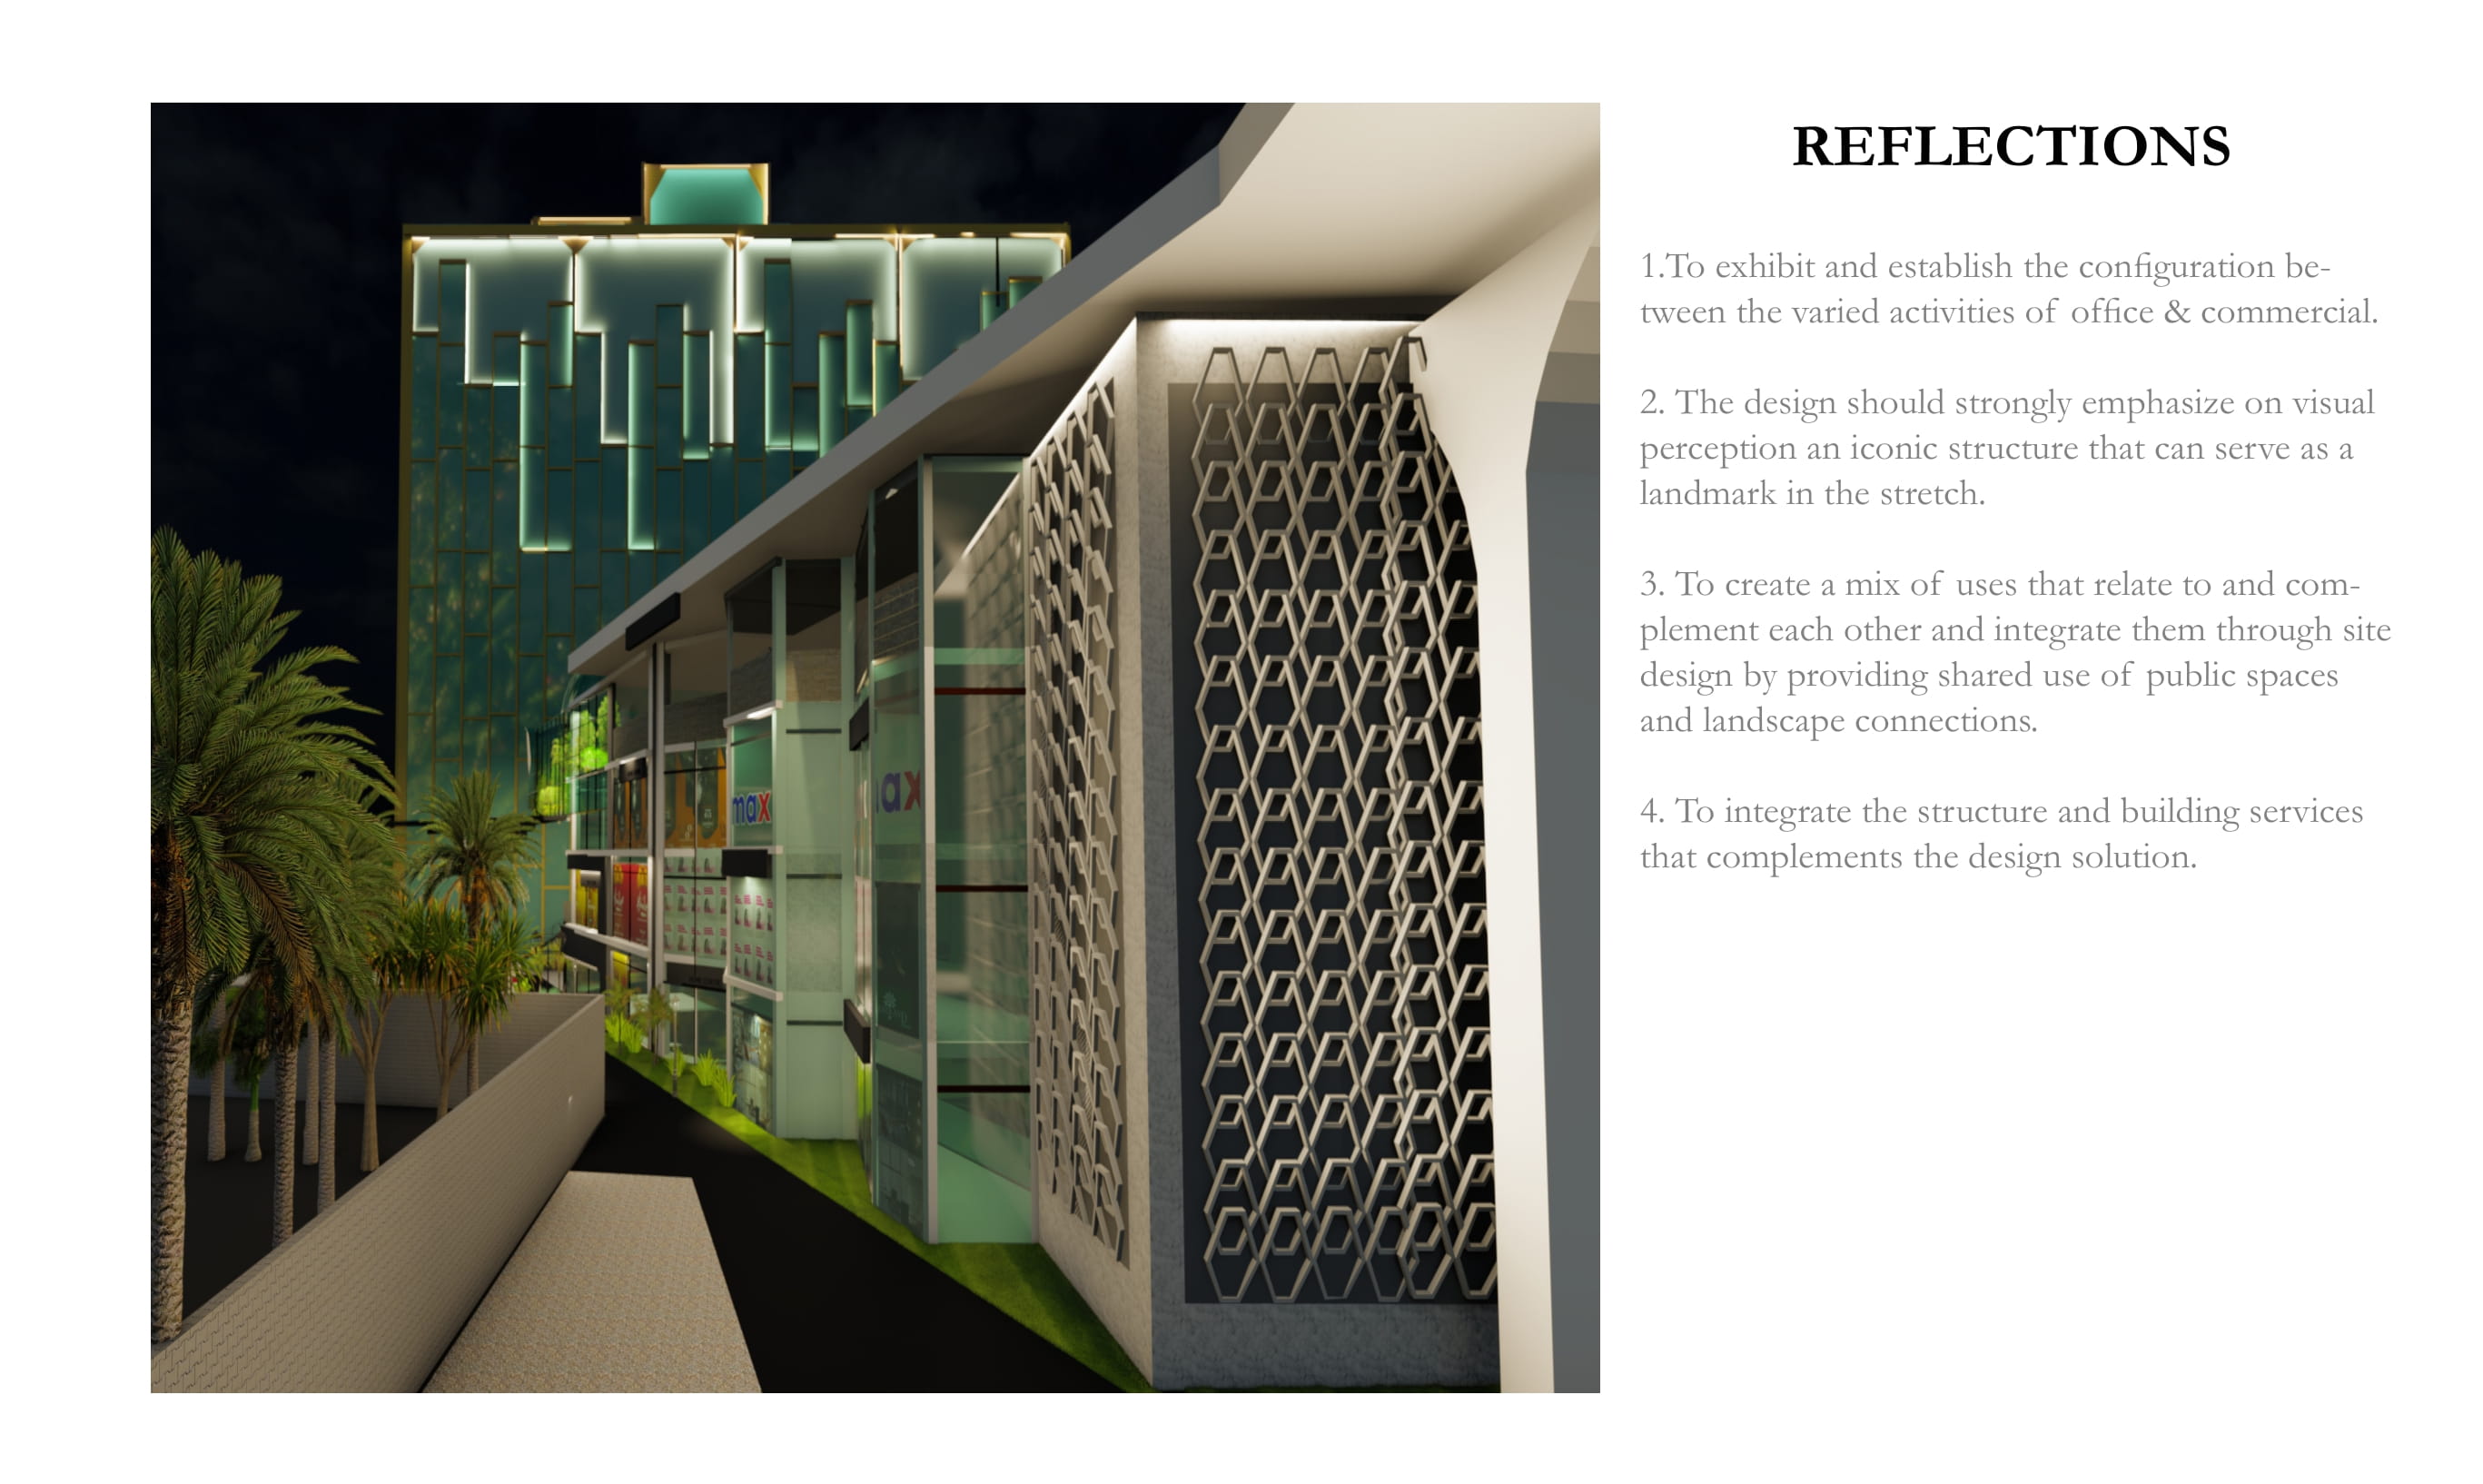 REFLECTIONS
1.To exhibit and establish the configuration be-
tween the varied activities of office & commercial.
2. The design should strongly emphasize on visual
perception an iconic structure that can serve as a
landmark in the stretch.
3. To create a mix of uses that relate to and com-
plement each other and integrate them through site
design by providing shared use of public spaces
and landscape connections.
4. To integrate the structure and building services
that complements the design solution.
max
ax